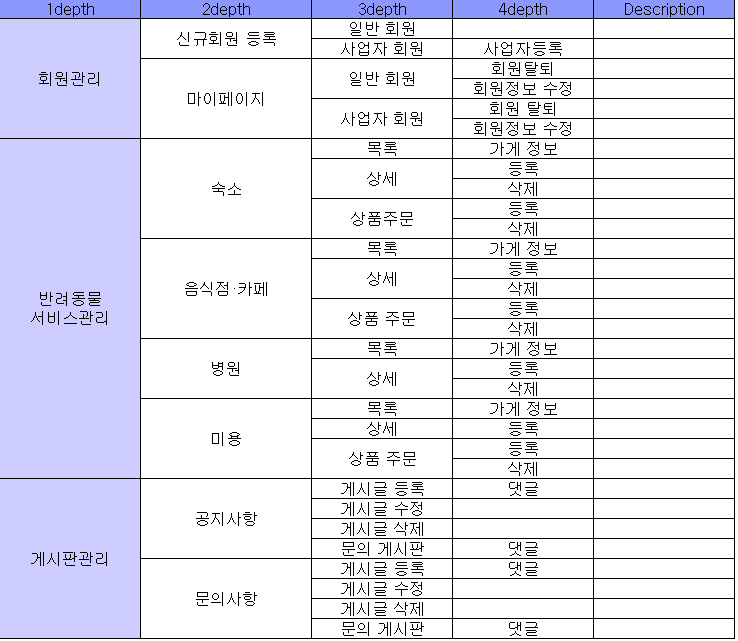 1depth 2depth 3depth 4depth Description
회원관리
신규회원 등록
일반 회원
사업자 회원 사업자등록
마이페이지
일반 회원
회원탈퇴
회원정보 수정
사업자 회원
회원 탈퇴
회원정보 수정
반려동물
서비스관리
숙소
목록 가게 정보
상세
등록
삭제
상품주문
등록
삭제
음식점·카페
목록 가게 정보
상세
등록
삭제
상품 주문
등록
삭제
병원
목록 가게 정보
상세
등록
삭제
미용
목록 가게 정보
상세 등록
상품 주문
등록
삭제
게시판관리
공지사항
게시글 등록 댓글
게시글 수정
게시글 삭제
문의 게시판 댓글
문의사항
게시글 등록 댓글
게시글 수정
게시글 삭제
문의 게시판 댓글